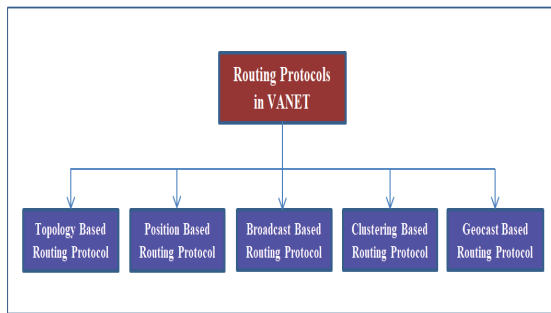 Routing Protocols
in VANET
Topology Based
Routing Protocol
Position Based
Routing Protocol
Broadcast Based
Routing Protocol
Clustering Based
Routing Protocol
Geocast Based
Routing Protocol